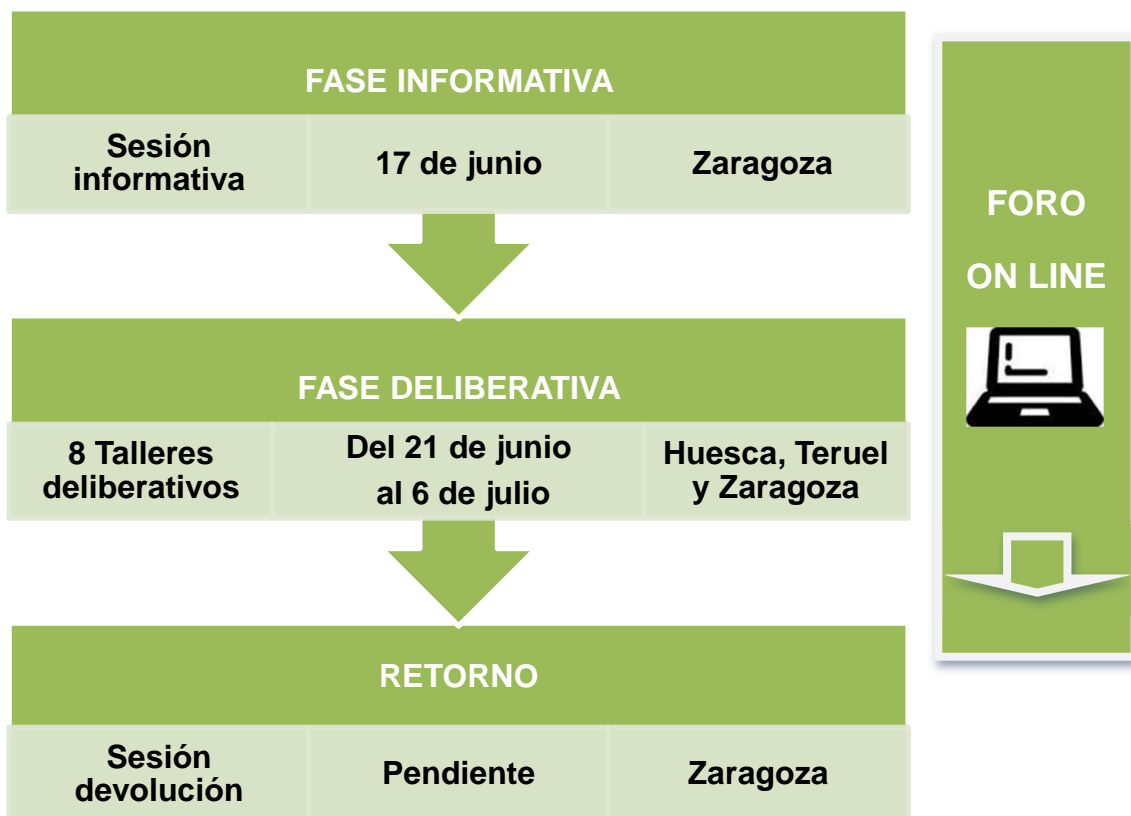 FASE INFORMATIVA
Sesión
informativa
17 de junio
Zaragoza
FASE DELIBERATIVA
8 Talleres
deliberativos
Del 21 de junio
al 6 de julio
Huesca, Teruel
y Zaragoza
RETORNO
Sesión
devolución
Pendiente
Zaragoza
FORO
ON LINE